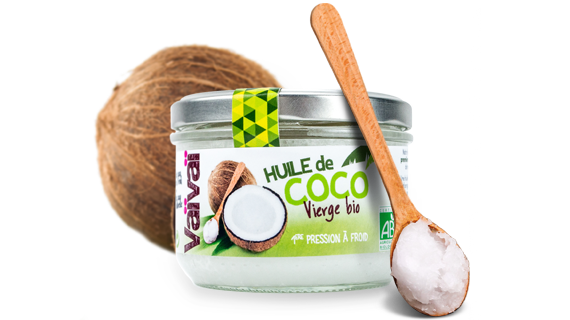 Vaïvaï
HUILE de
COCO
Vierge bio
1ÈRE PRESSION À FROID
AB